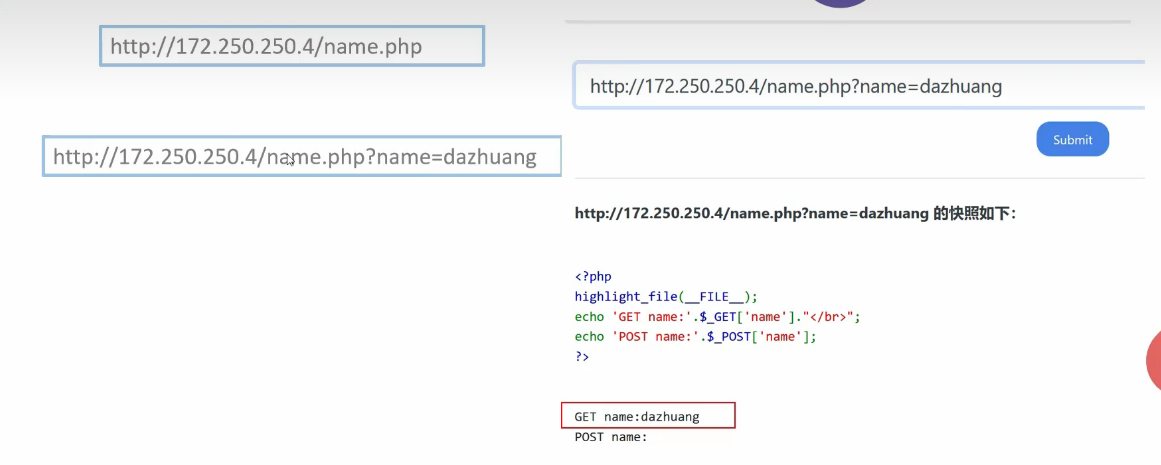 http://172.250.250.4/name.php
http://172.250.250.4/name.php?name=dazhuang
http://172.250.250.4/name.php?name=dazhuang
Submit
http://172.250.250.4/name.php?name=dazhuang 的快照如下：
<?php
highlight_file(__FILE__);
echo 'GET name:'.$_GET['name']."</br>";
echo 'POST name:'.$_POST['name'];
?>
GET name:dazhuang
POST name: